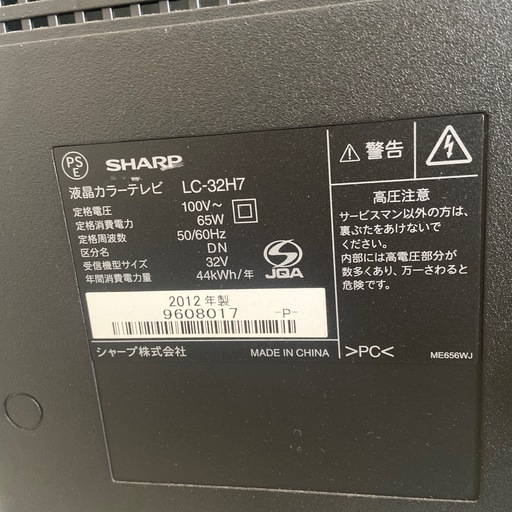 PS
E
SHARP
液晶カラーテレビ LC-32H7
定格電圧 100V~
定格消費電力 65W
定格周波数 50/60Hz
区分名 DN
受信機型サイズ 32V
年間消費電力量 44kWh/年
JQA
2012年製
9608017 -P-
シャープ株式会社 MADE IN CHINA
警告
高圧注意
サービスマン以外の方は、
裏ぶたをあけないで
ください。
内部には高電圧部分が
数多くあり、万一さわると
危険です。
>PC< ME656WJ